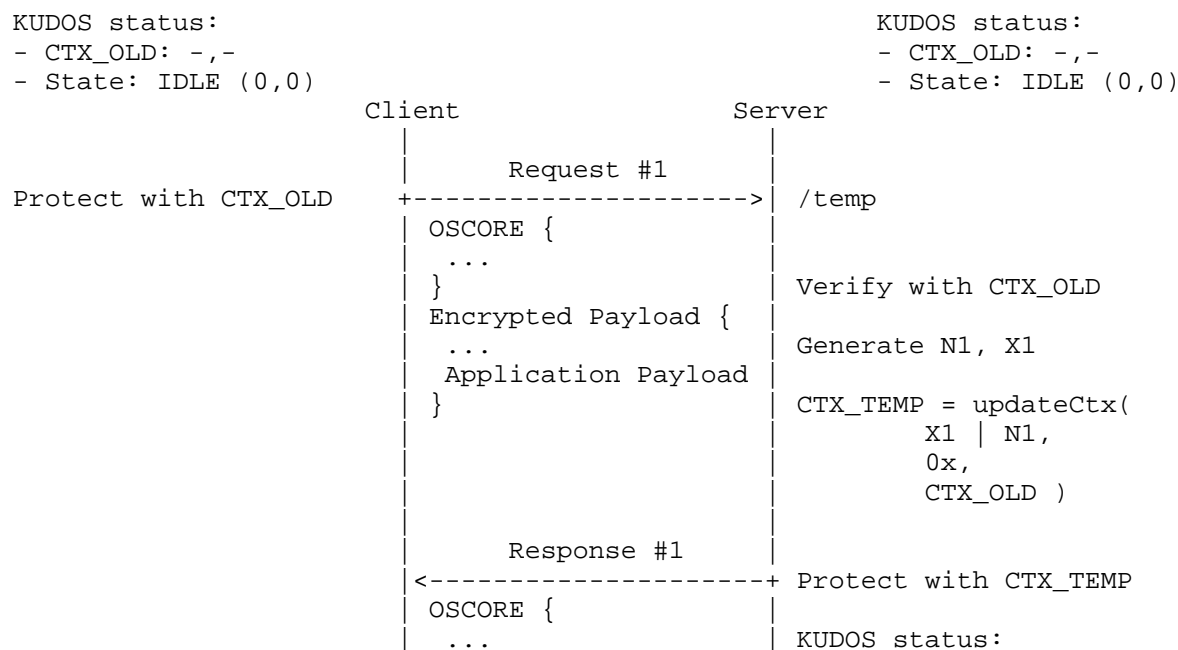 KUDOS status:                                         KUDOS status:
- CTX_OLD: -,-                                        - CTX_OLD: -,-
- State: IDLE (0,0)                                   - State: IDLE (0,0)
                      Client                 Server
                        |                      |
                        |      Request #1      |
Protect with CTX_OLD    +--------------------->| /temp
                        | OSCORE {             |
                        |  ...                 |
                        | }                    | Verify with CTX_OLD
                        | Encrypted Payload {  |
                        |  ...                 | Generate N1, X1
                        |  Application Payload |
                        | }                    | CTX_TEMP = updateCtx(
                        |                      |         X1 | N1,
                        |                      |         0x,
                        |                      |         CTX_OLD )
                        |                      |
                        |      Response #1     |
                        |<---------------------+ Protect with CTX_TEMP
                        | OSCORE {             |
                        |  ...                 | KUDOS status: